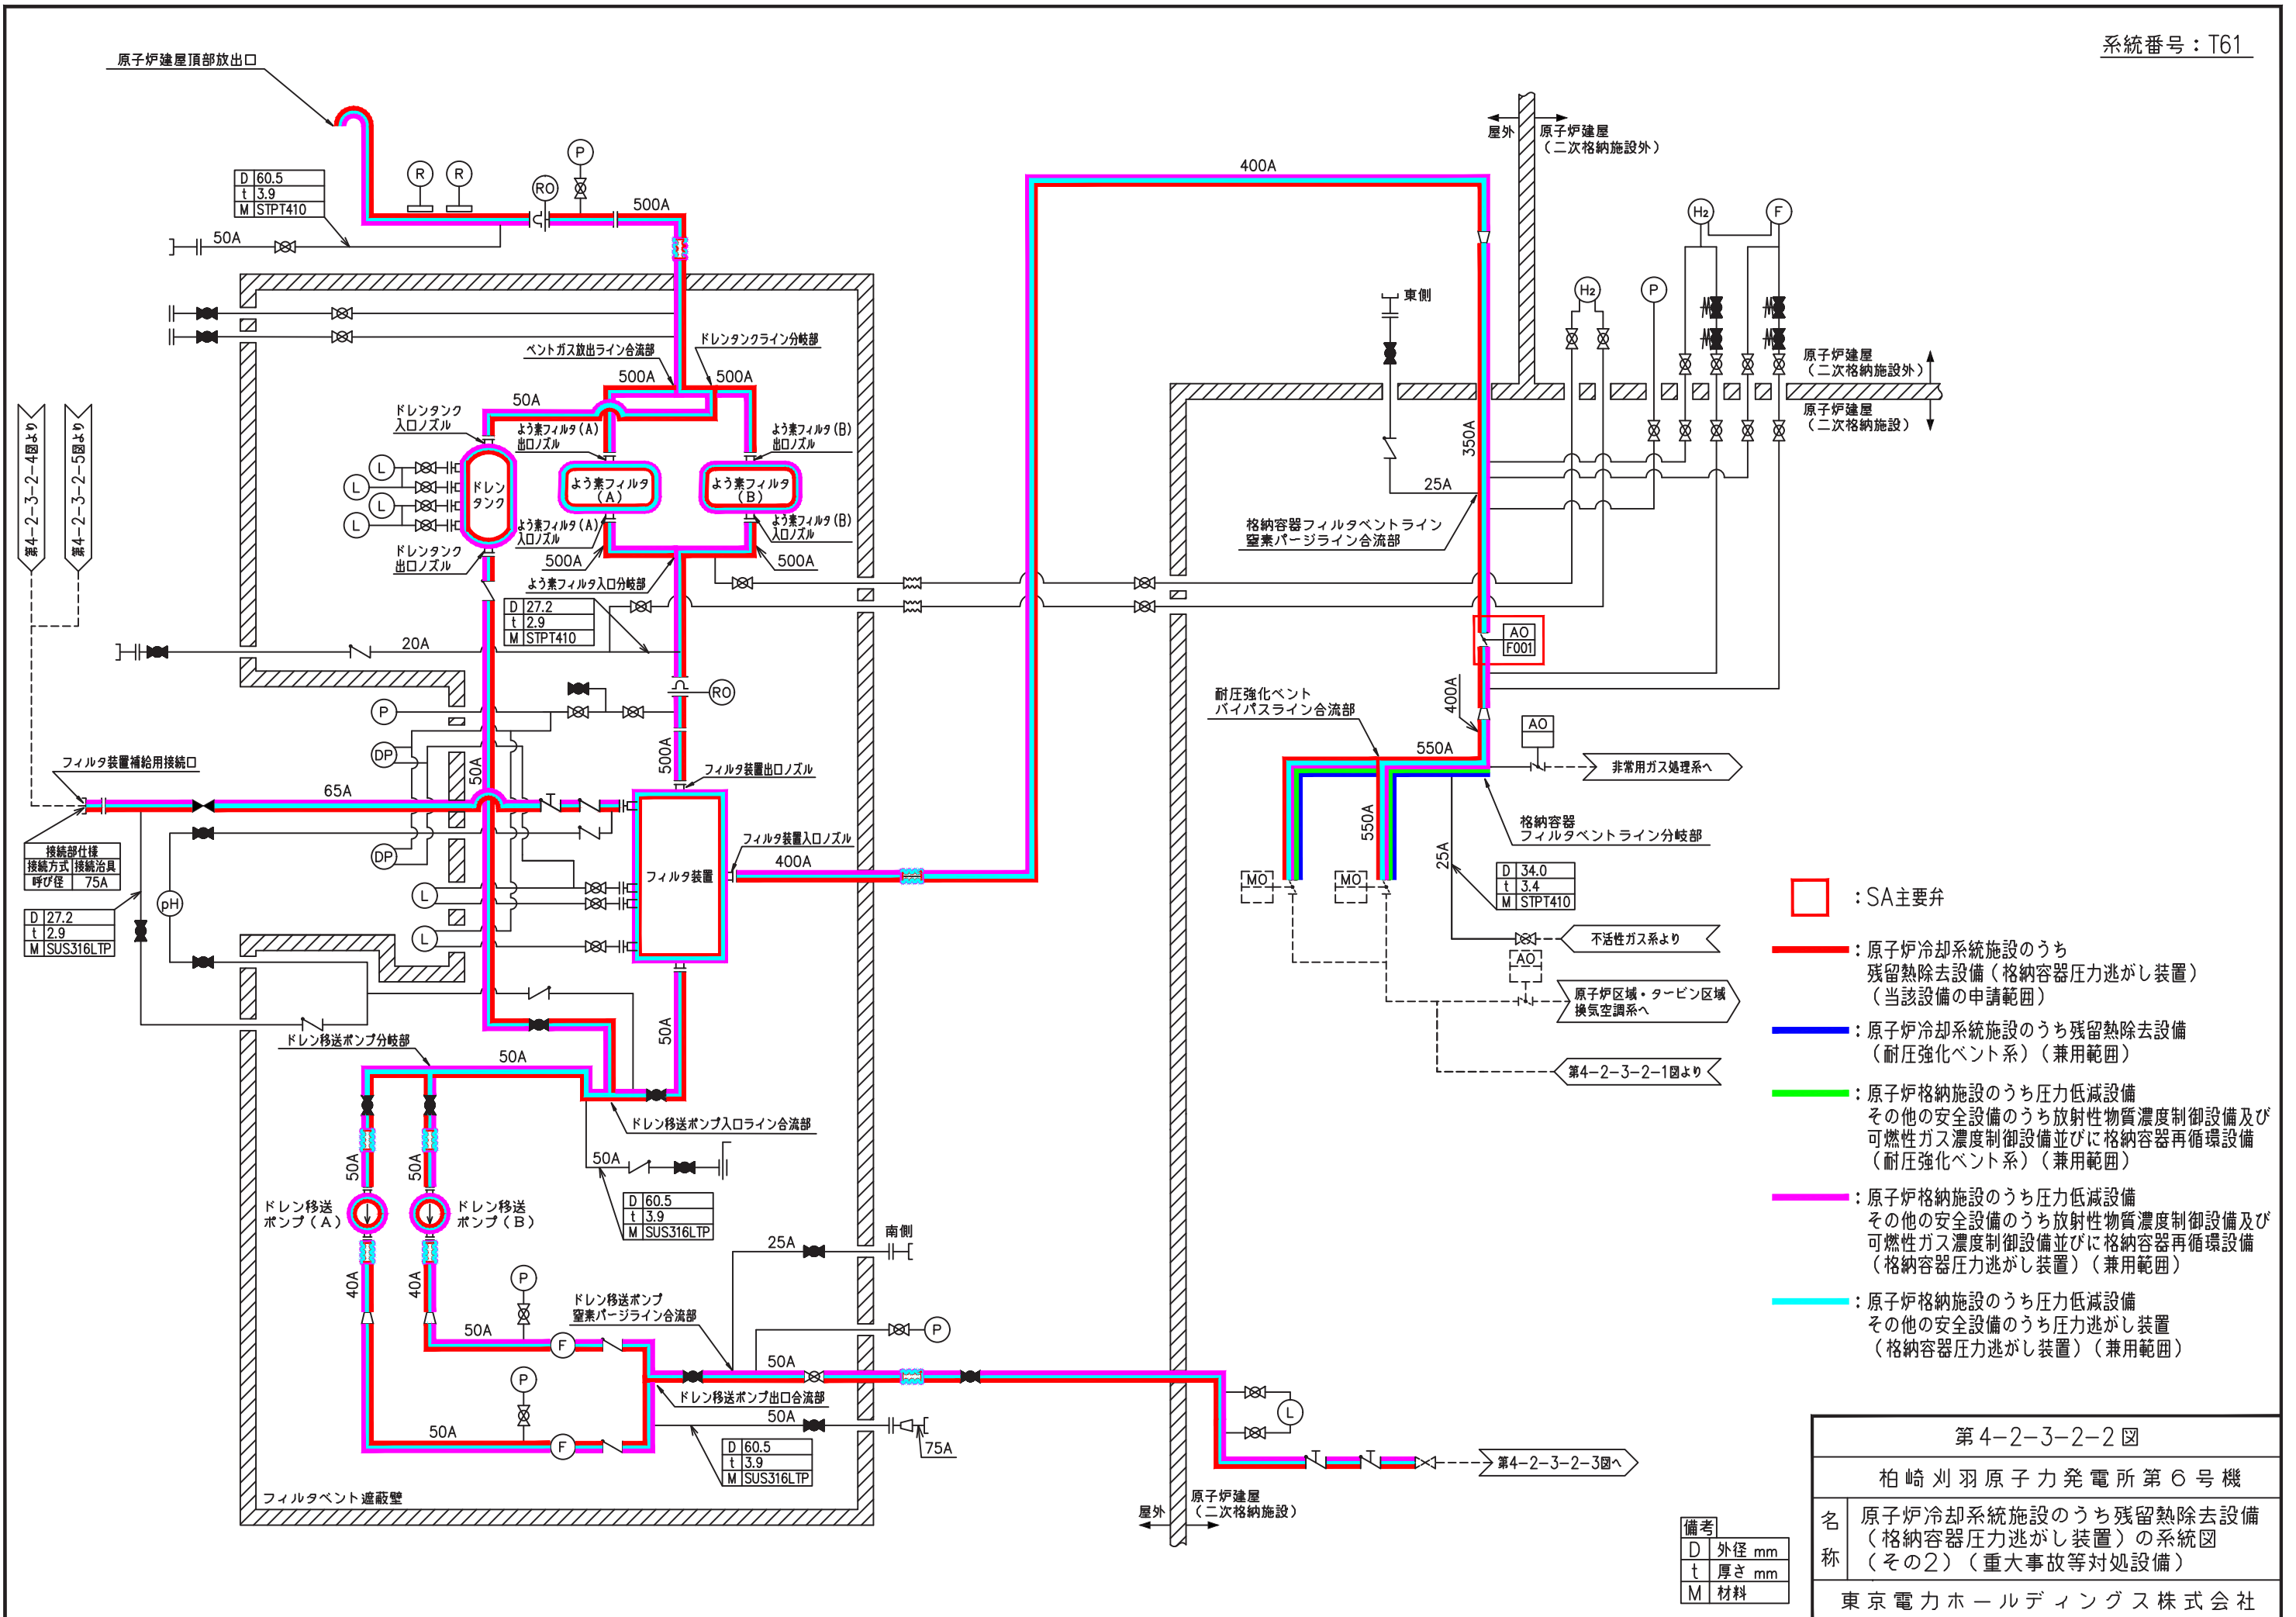 系統番号：T61
原子炉建屋頂部放出口
D 60.5
t 3.9
M STPT410
50A
R
R
RO
P
500A
400A
屋外
原子炉建屋
（二次格納施設外）
H2
F
H2
P
東側
原子炉建屋
（二次格納施設外）
原子炉建屋
（二次格納施設）
ベントガス放出ライン合流部
ドレンタンクライン分岐部
500A
500A
50A
ドレンタンク
入口ノズル
よう素フィルタ(A)
出口ノズル
よう素フィルタ(B)
出口ノズル
第4-2-3-2-4図より
第4-2-3-2-5図より
L
L
L
L
ドレン
タンク
よう素フィルタ
（A）
よう素フィルタ
（B）
よう素フィルタ(A)
入口ノズル
よう素フィルタ(B)
入口ノズル
ドレンタンク
出口ノズル
500A
500A
よう素フィルタ入口分岐部
D 27.2
t 2.9
M STPT410
350A
25A
格納容器フィルタベントライン
窒素パージライン合流部
20A
RO
P
DP
500A
50A
AO
F001
400A
耐圧強化ベント
バイパスライン合流部
AO
550A
非常用ガス処理系へ
フィルタ装置補給用接続口
65A
フィルタ装置出口ノズル
接続部仕様
接続方式 接続治具
呼び径 75A
DP
フィルタ装置入口ノズル
400A
フィルタ装置
L
L
pH
D 27.2
t 2.9
M SUS316LTP
550A
格納容器
フィルタベントライン分岐部
25A
MO
MO
D 34.0
t 3.4
M STPT410
不活性ガス系より
AO
原子炉区域・タービン区域
換気空調系へ
第4-2-3-2-1図より
50A
ドレン移送ポンプ分岐部
50A
ドレン移送ポンプ入口ライン合流部
50A
50A
50A
D 60.5
t 3.9
M SUS316LTP
ドレン移送
ポンプ（A）
ドレン移送
ポンプ（B）
南側
25A
40A
40A
P
ドレン移送ポンプ
窒素パージライン合流部
50A
F
P
50A
P
ドレン移送ポンプ出口合流部
50A
50A
F
75A
D 60.5
t 3.9
M SUS316LTP
L
第4-2-3-2-3図へ
フィルタベント遮蔽壁
屋外
原子炉建屋
（二次格納施設）
：SA主要弁
：原子炉冷却系統施設のうち
残留熱除去設備（格納容器圧力逃がし装置）
（当該設備の申請範囲）
：原子炉冷却系統施設のうち残留熱除去設備
（耐圧強化ベント系）（兼用範囲）
：原子炉格納施設のうち圧力低減設備
その他の安全設備のうち放射性物質濃度制御設備及び
可燃性ガス濃度制御設備並びに格納容器再循環設備
（耐圧強化ベント系）（兼用範囲）
：原子炉格納施設のうち圧力低減設備
その他の安全設備のうち放射性物質濃度制御設備及び
可燃性ガス濃度制御設備並びに格納容器再循環設備
（格納容器圧力逃がし装置）（兼用範囲）
：原子炉格納施設のうち圧力低減設備
その他の安全設備のうち圧力逃がし装置
（格納容器圧力逃がし装置）（兼用範囲）
備考
D 外径 mm
t 厚さ mm
M 材料
第4-2-3-2-2図
柏崎刈羽原子力発電所第6号機
名称
原子炉冷却系統施設のうち残留熱除去設備
（格納容器圧力逃がし装置）の系統図
（その2）（重大事故等対処設備）
東京電力ホールディングス株式会社